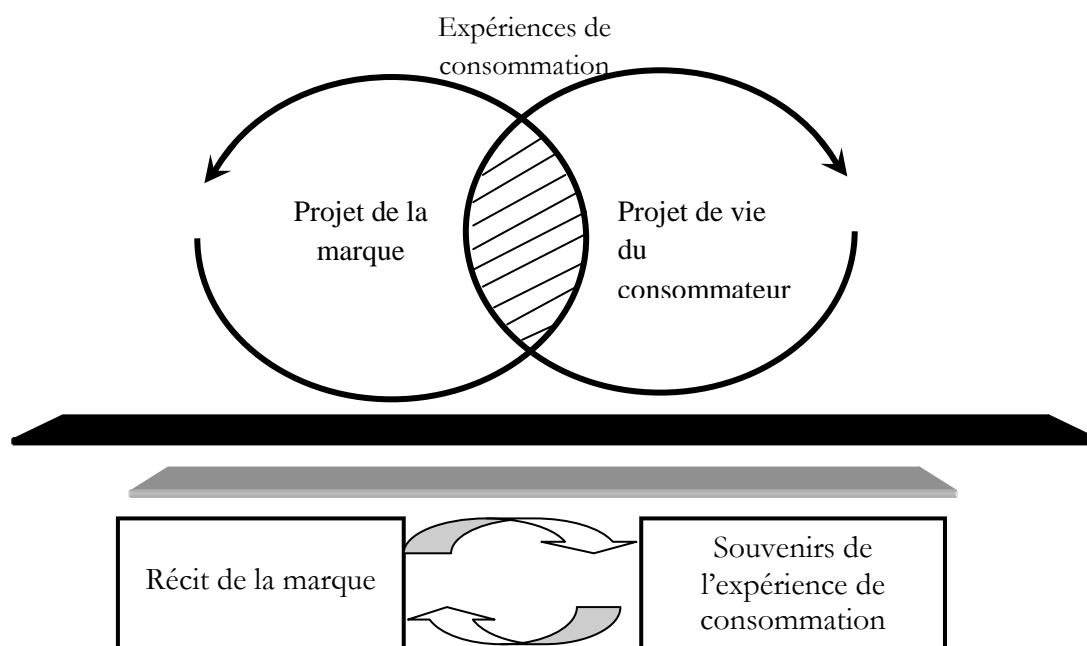 Expériences de
consommation
Projet de la
marque
Projet de vie
du
consommateur
Récit de la marque
Souvenirs de
l’expérience de
consommation